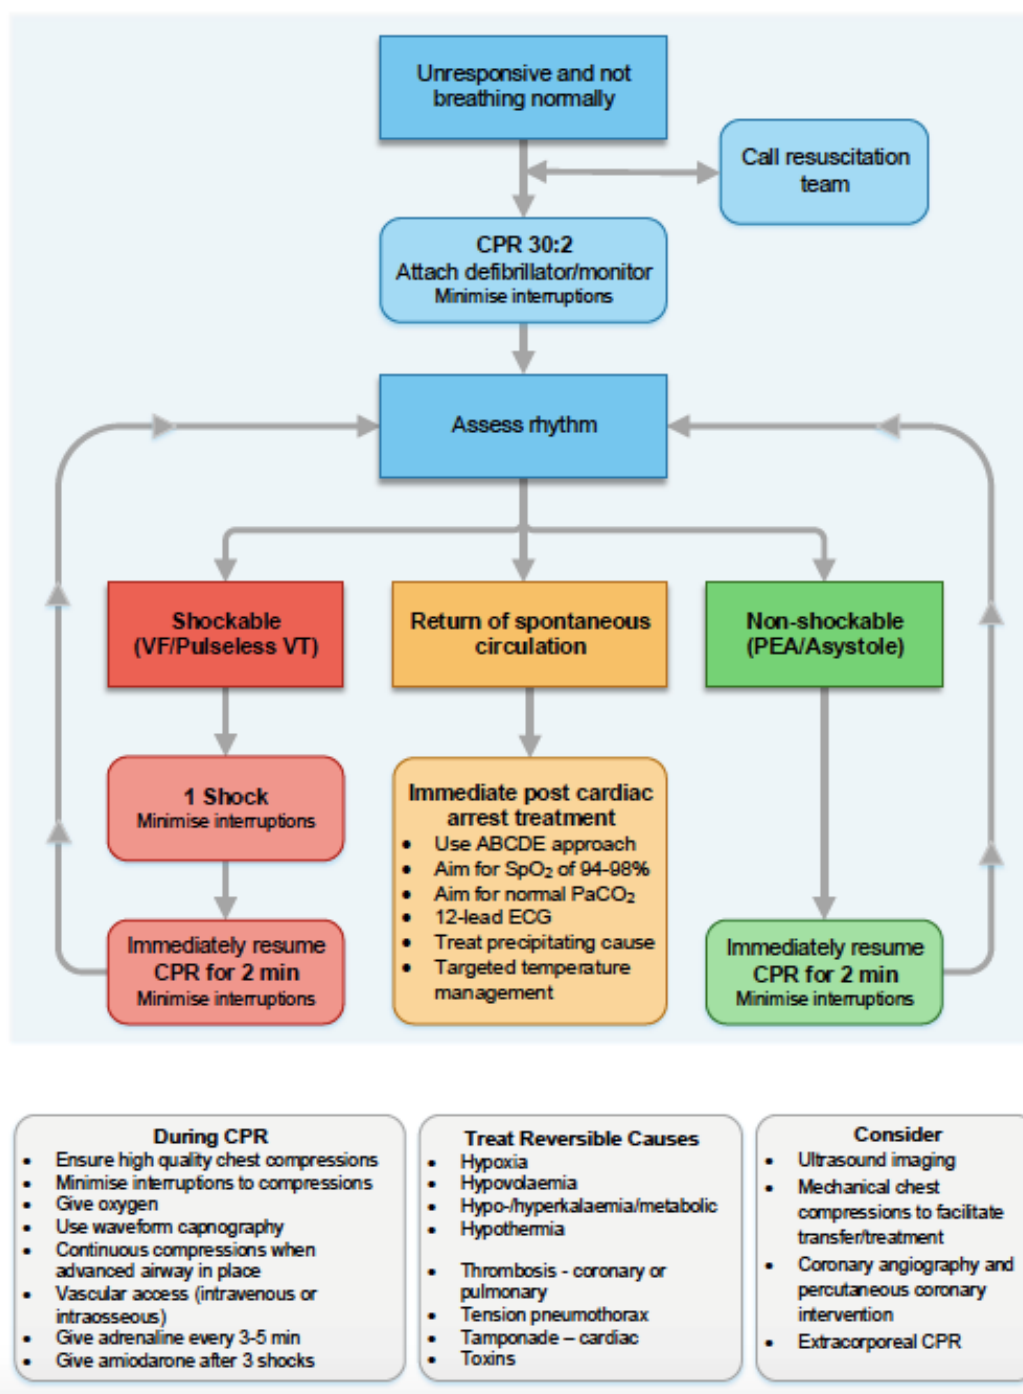 Unresponsive and not
breathing normally
Call resuscitation
team
CPR 30:2
Attach defibrillator/monitor
Minimise interruptions
Assess rhythm
Shockable
(VF/Pulseless VT)
Return of spontaneous
circulation
Non-shockable
(PEA/Asystole)
1 Shock
Minimise interruptions
Immediately resume
CPR for 2 min
Minimise interruptions
Immediate post cardiac
arrest treatment
• Use ABCDE approach
• Aim for SpO₂ of 94-98%
• Aim for normal PaCO₂
• 12-lead ECG
• Treat precipitating cause
• Targeted temperature
management
Immediately resume
CPR for 2 min
Minimise interruptions
During CPR
• Ensure high quality chest compressions
• Minimise interruptions to compressions
• Give oxygen
• Use waveform capnography
• Continuous compressions when
advanced airway in place
• Vascular access (intravenous or
intraosseous)
• Give adrenaline every 3-5 min
• Give amiodarone after 3 shocks
Treat Reversible Causes
• Hypoxia
• Hypovolaemia
• Hypo-/hyperkalaemia/metabolic
• Hypothermia
• Thrombosis - coronary or
pulmonary
• Tension pneumothorax
• Tamponade – cardiac
• Toxins
Consider
• Ultrasound imaging
• Mechanical chest
compressions to facilitate
transfer/treatment
• Coronary angiography and
percutaneous coronary
intervention
• Extracorporeal CPR